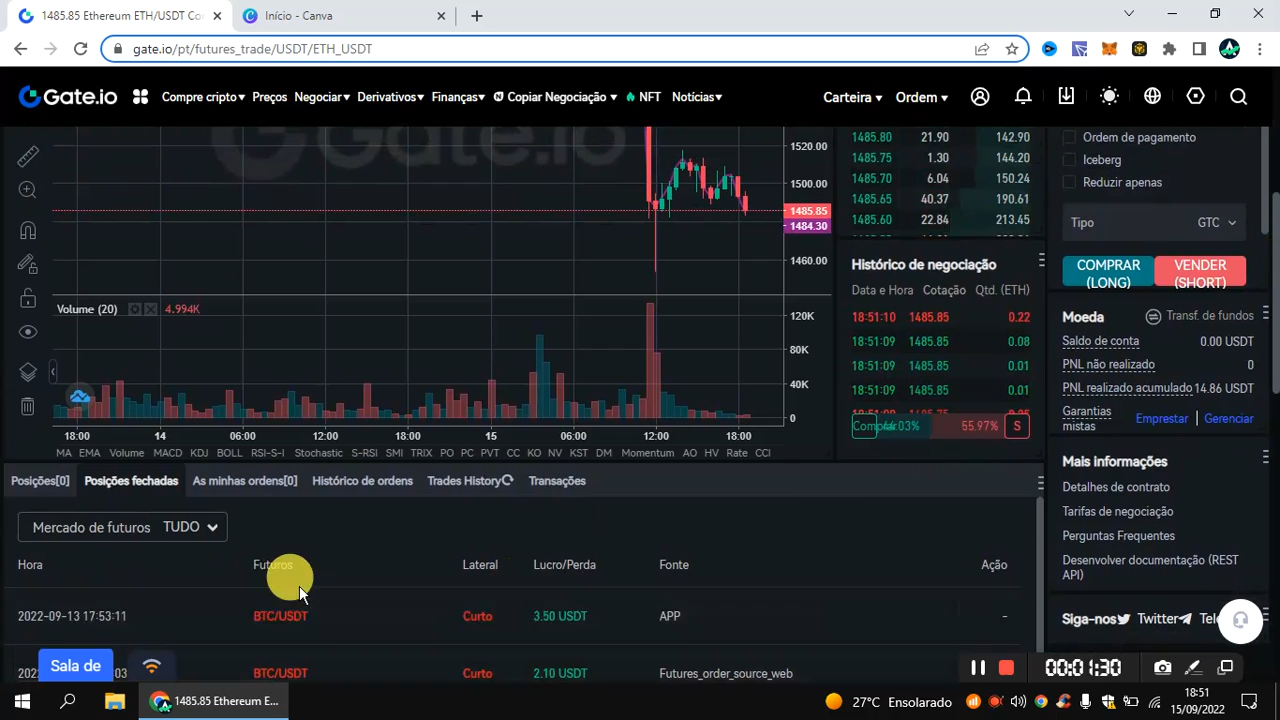 1485.85 Ethereum ETH/USDT Co
Início - Canva
gate.io/pt/futures_trade/USDT/ETH_USDT
Gate.io
Compre cripto
Preços
Negociar
Derivativos
Finanças
Copiar Negociação
NFT
Notícias
Carteira
Ordem
Gate.io
1520.00
1500.00
1485.85
1484.30
1460.00
Volume (20)
4.994K
120K
80K
40K
0
18:00 14 06:00 12:00 18:00 15 06:00 12:00 18:00
MA EMA Volume MACD KDJ BOLL RSI-S-I Stochastic S-RSI SMI TRIX PO PC PVT CC KO NV KST DM Momentum AO HV Rate CCI
1485.80 21.90 142.90
1485.75 1.30 144.20
1485.70 6.04 150.24
1485.65 40.37 190.61
1485.60 22.84 213.45
Histórico de negociação
Data e Hora Cotação Qtd. (ETH)
18:51:10 1485.85 0.22
18:51:09 1485.85 0.08
18:51:09 1485.85 0.01
18:51:09 1485.85 0.01
55.97% S
Ordem de pagamento
Iceberg
Reduzir apenas
Tipo GTC
COMPRAR (LONG)
VENDER (SHORT)
Moeda Transf. de fundos
Saldo de conta 0.00 USDT
PNL não realizado 0
PNL realizado acumulado 14.86 USDT
Garantias mistas Emprestar Gerenciar
Mais informações
Detalhes de contrato
Tarifas de negociação
Perguntas Frequentes
Desenvolver documentação (REST
API)
Siga-nos Twitter
Posições[0] Posições fechadas As minhas ordens[0] Histórico de ordens Trades History Transações
Mercado de futuros TUDO
Hora Futuros Lateral Lucro/Perda Fonte Ação
2022-09-13 17:53:11 BTC/USDT Curto 3.50 USDT APP -
BTC/USDT Curto 2.10 USDT Futures_order_source_web
Sala de
00:01:30
1485.85 Ethereum E...
27°C Ensolarado
18:51
15/09/2022